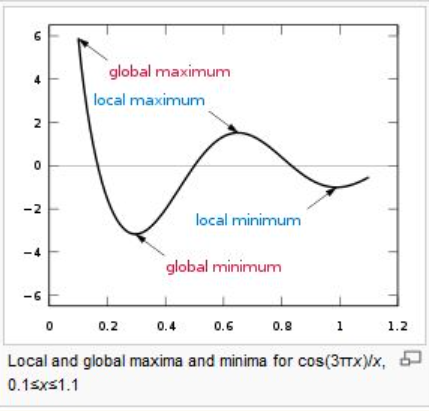 6
global maximum
4
local maximum
2
0
−2
local minimum
−4
global minimum
−6
0 0.2 0.4 0.6 0.8 1 1.2
Local and global maxima and minima for cos(3πx)/x,
0.1≤x≤1.1